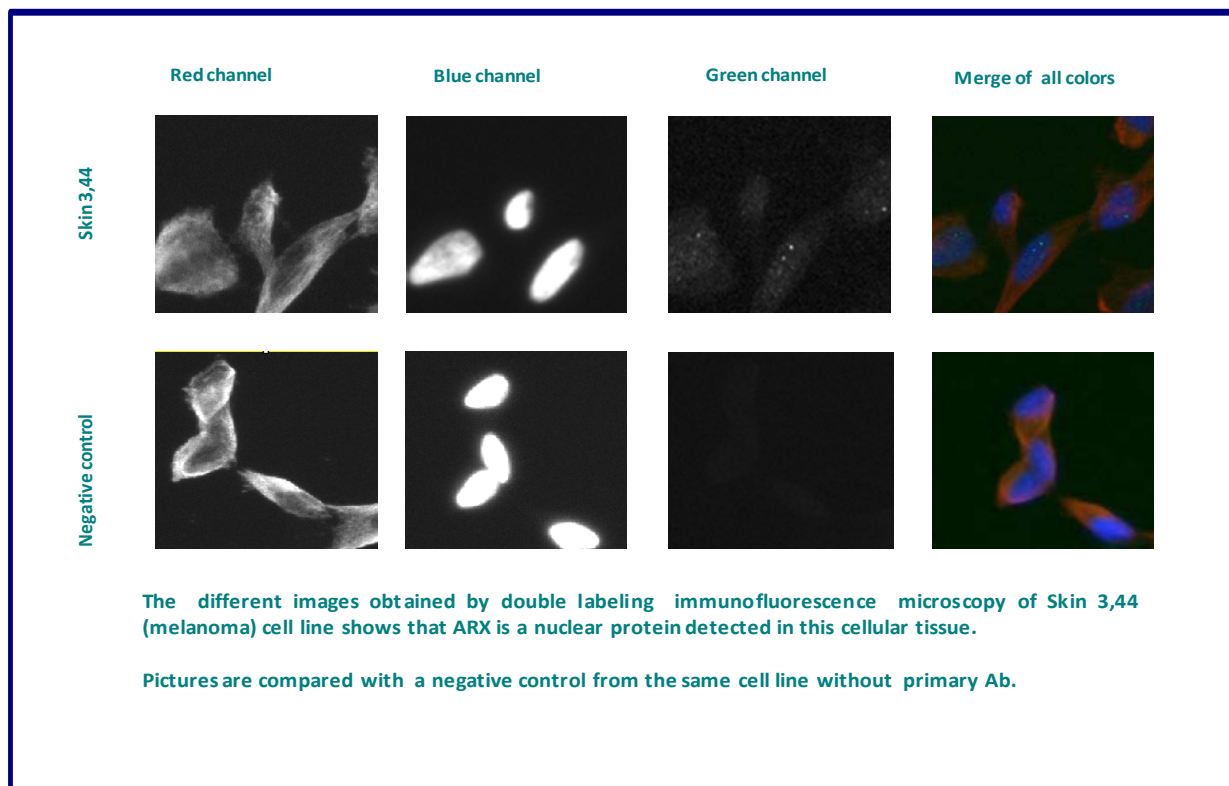 Red channel
Blue channel
Green channel
Merge of all colors
Skin 3,44
Negative control
The different images obtained by double labeling immunofluorescence microscopy of Skin 3,44
(melanoma) cell line shows that ARX is a nuclear protein detected in this cellular tissue.
Pictures are compared with a negative control from the same cell line without primary Ab.